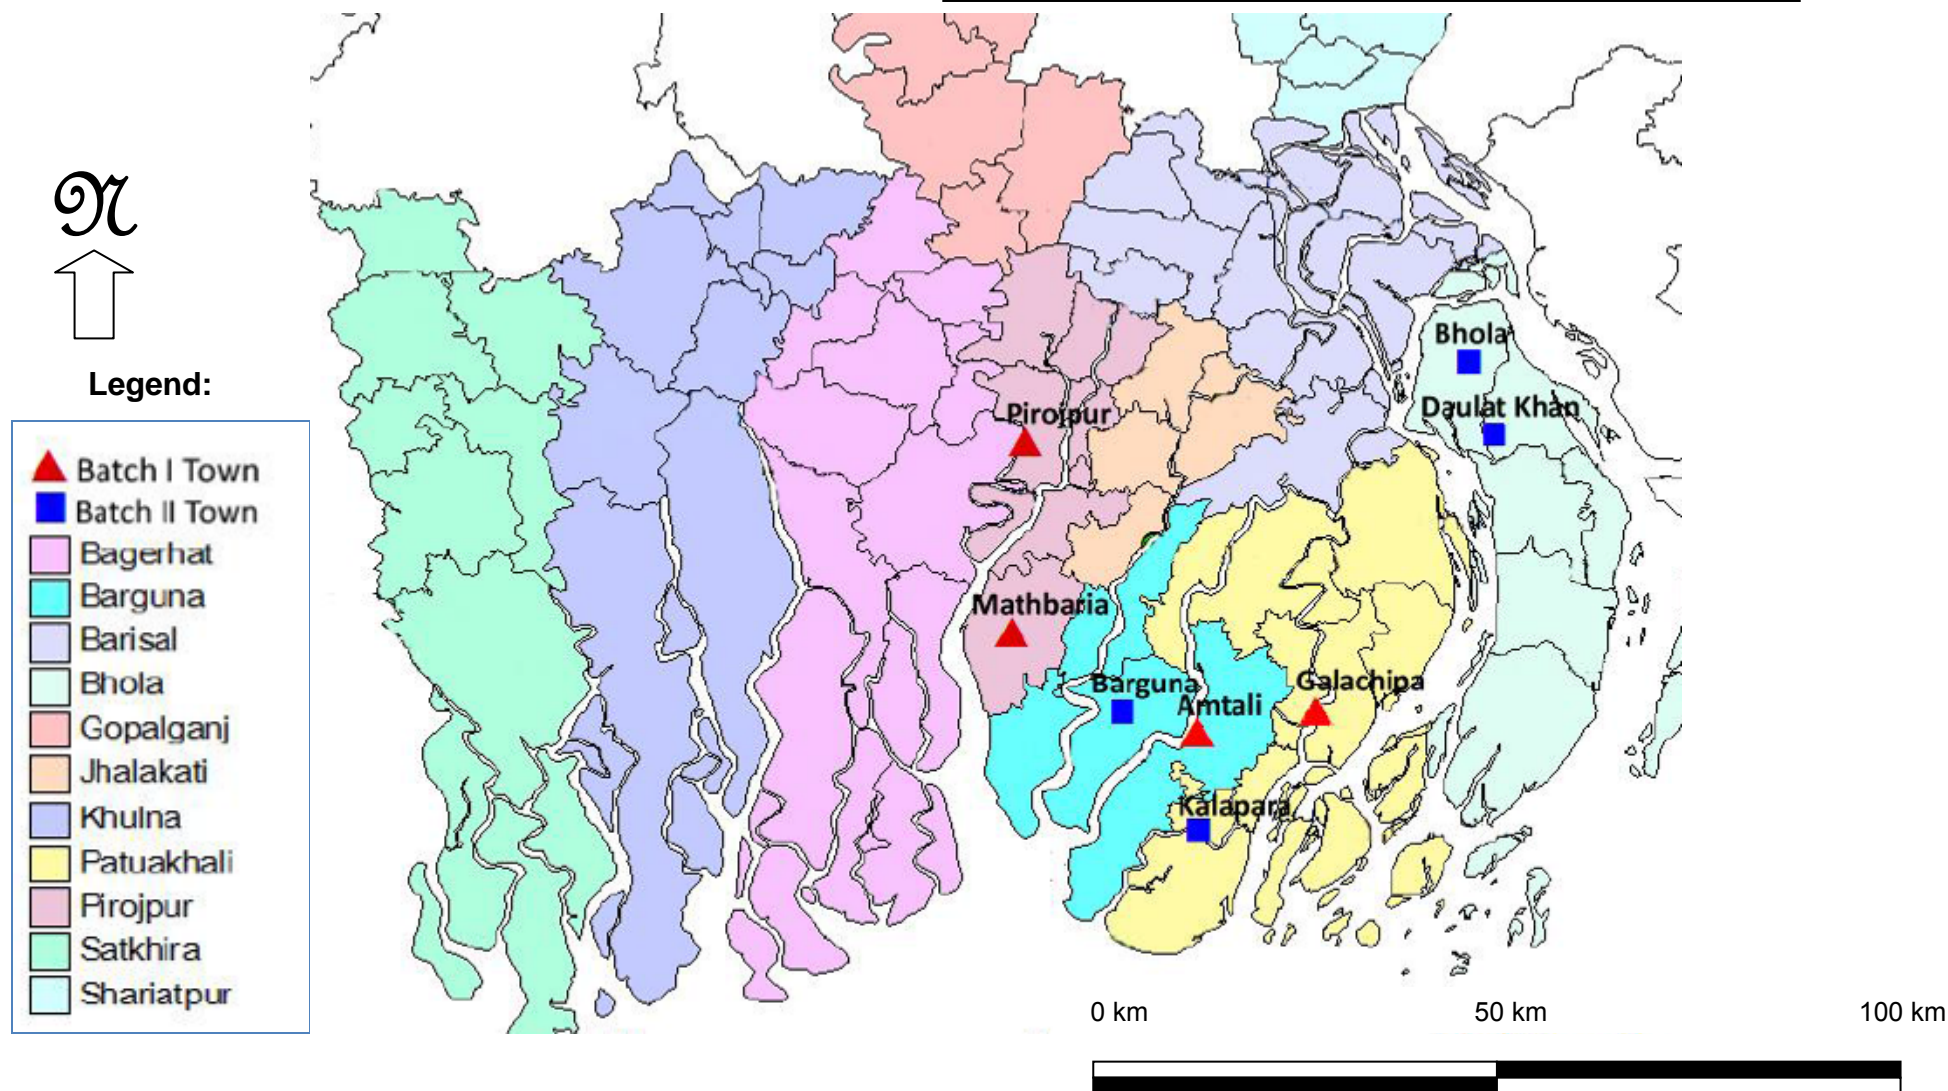 N
Legend:
Batch I Town
Batch II Town
Bagerhat
Barguna
Barisal
Bhola
Gopalganj
Jhalakati
Khulna
Patuakhali
Pirojpur
Satkhira
Shariatpur
Bhola
Daulat Khan
Pirojpur
Mathbaria
Barguna
Amtali
Galachipa
Kalapara
0 km
50 km
100 km